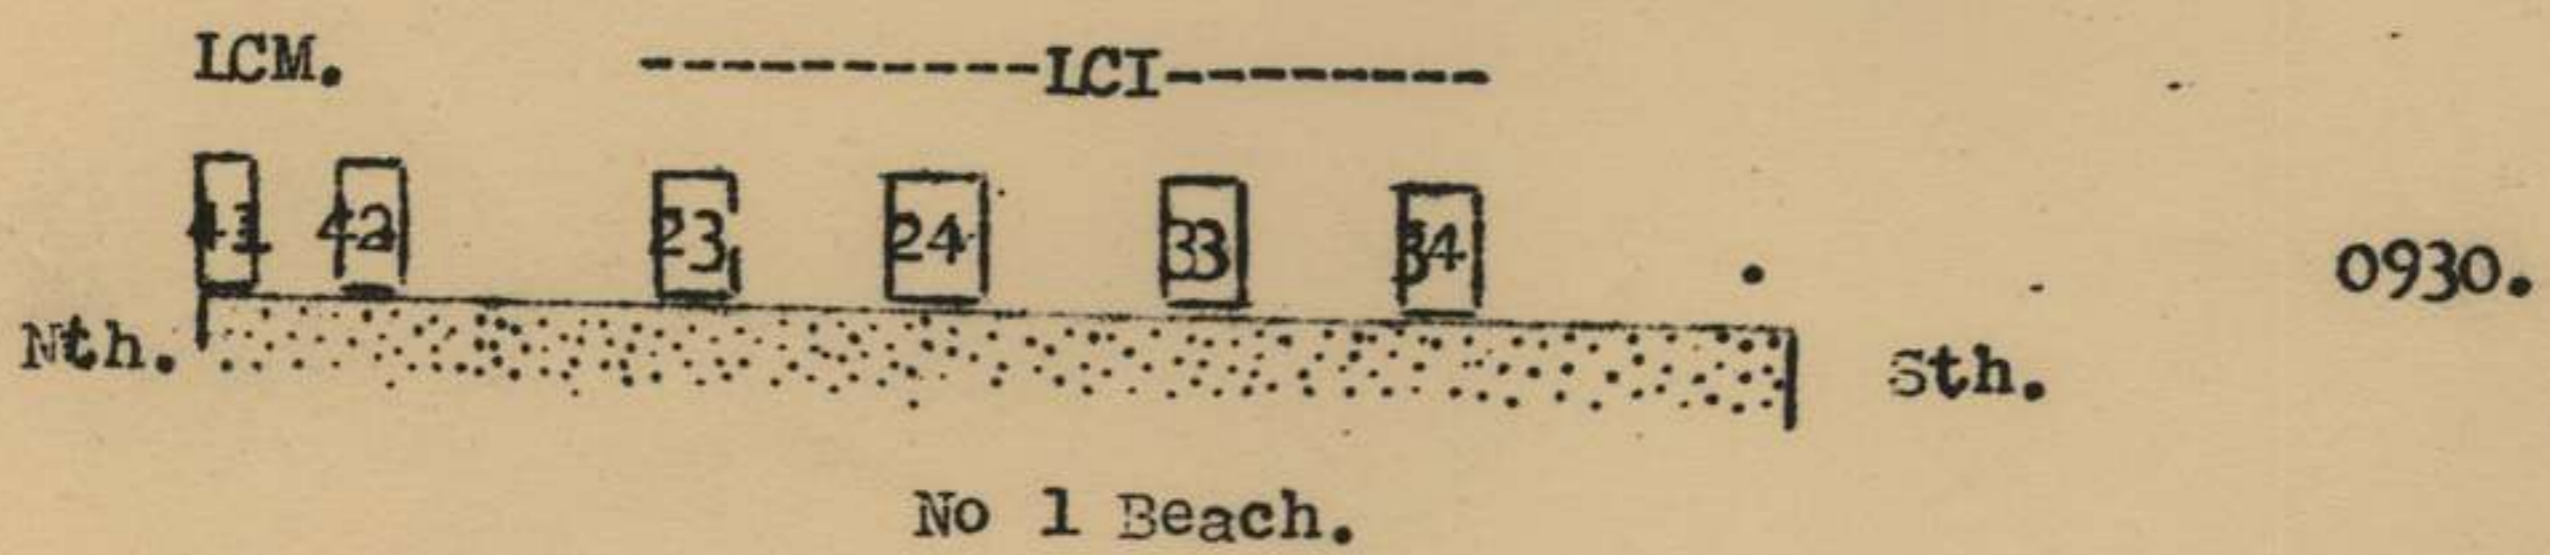 LCM. -----------LCI---------
41 42 23 24 33 34 0930.
Nth. Sth.
No 1 Beach.